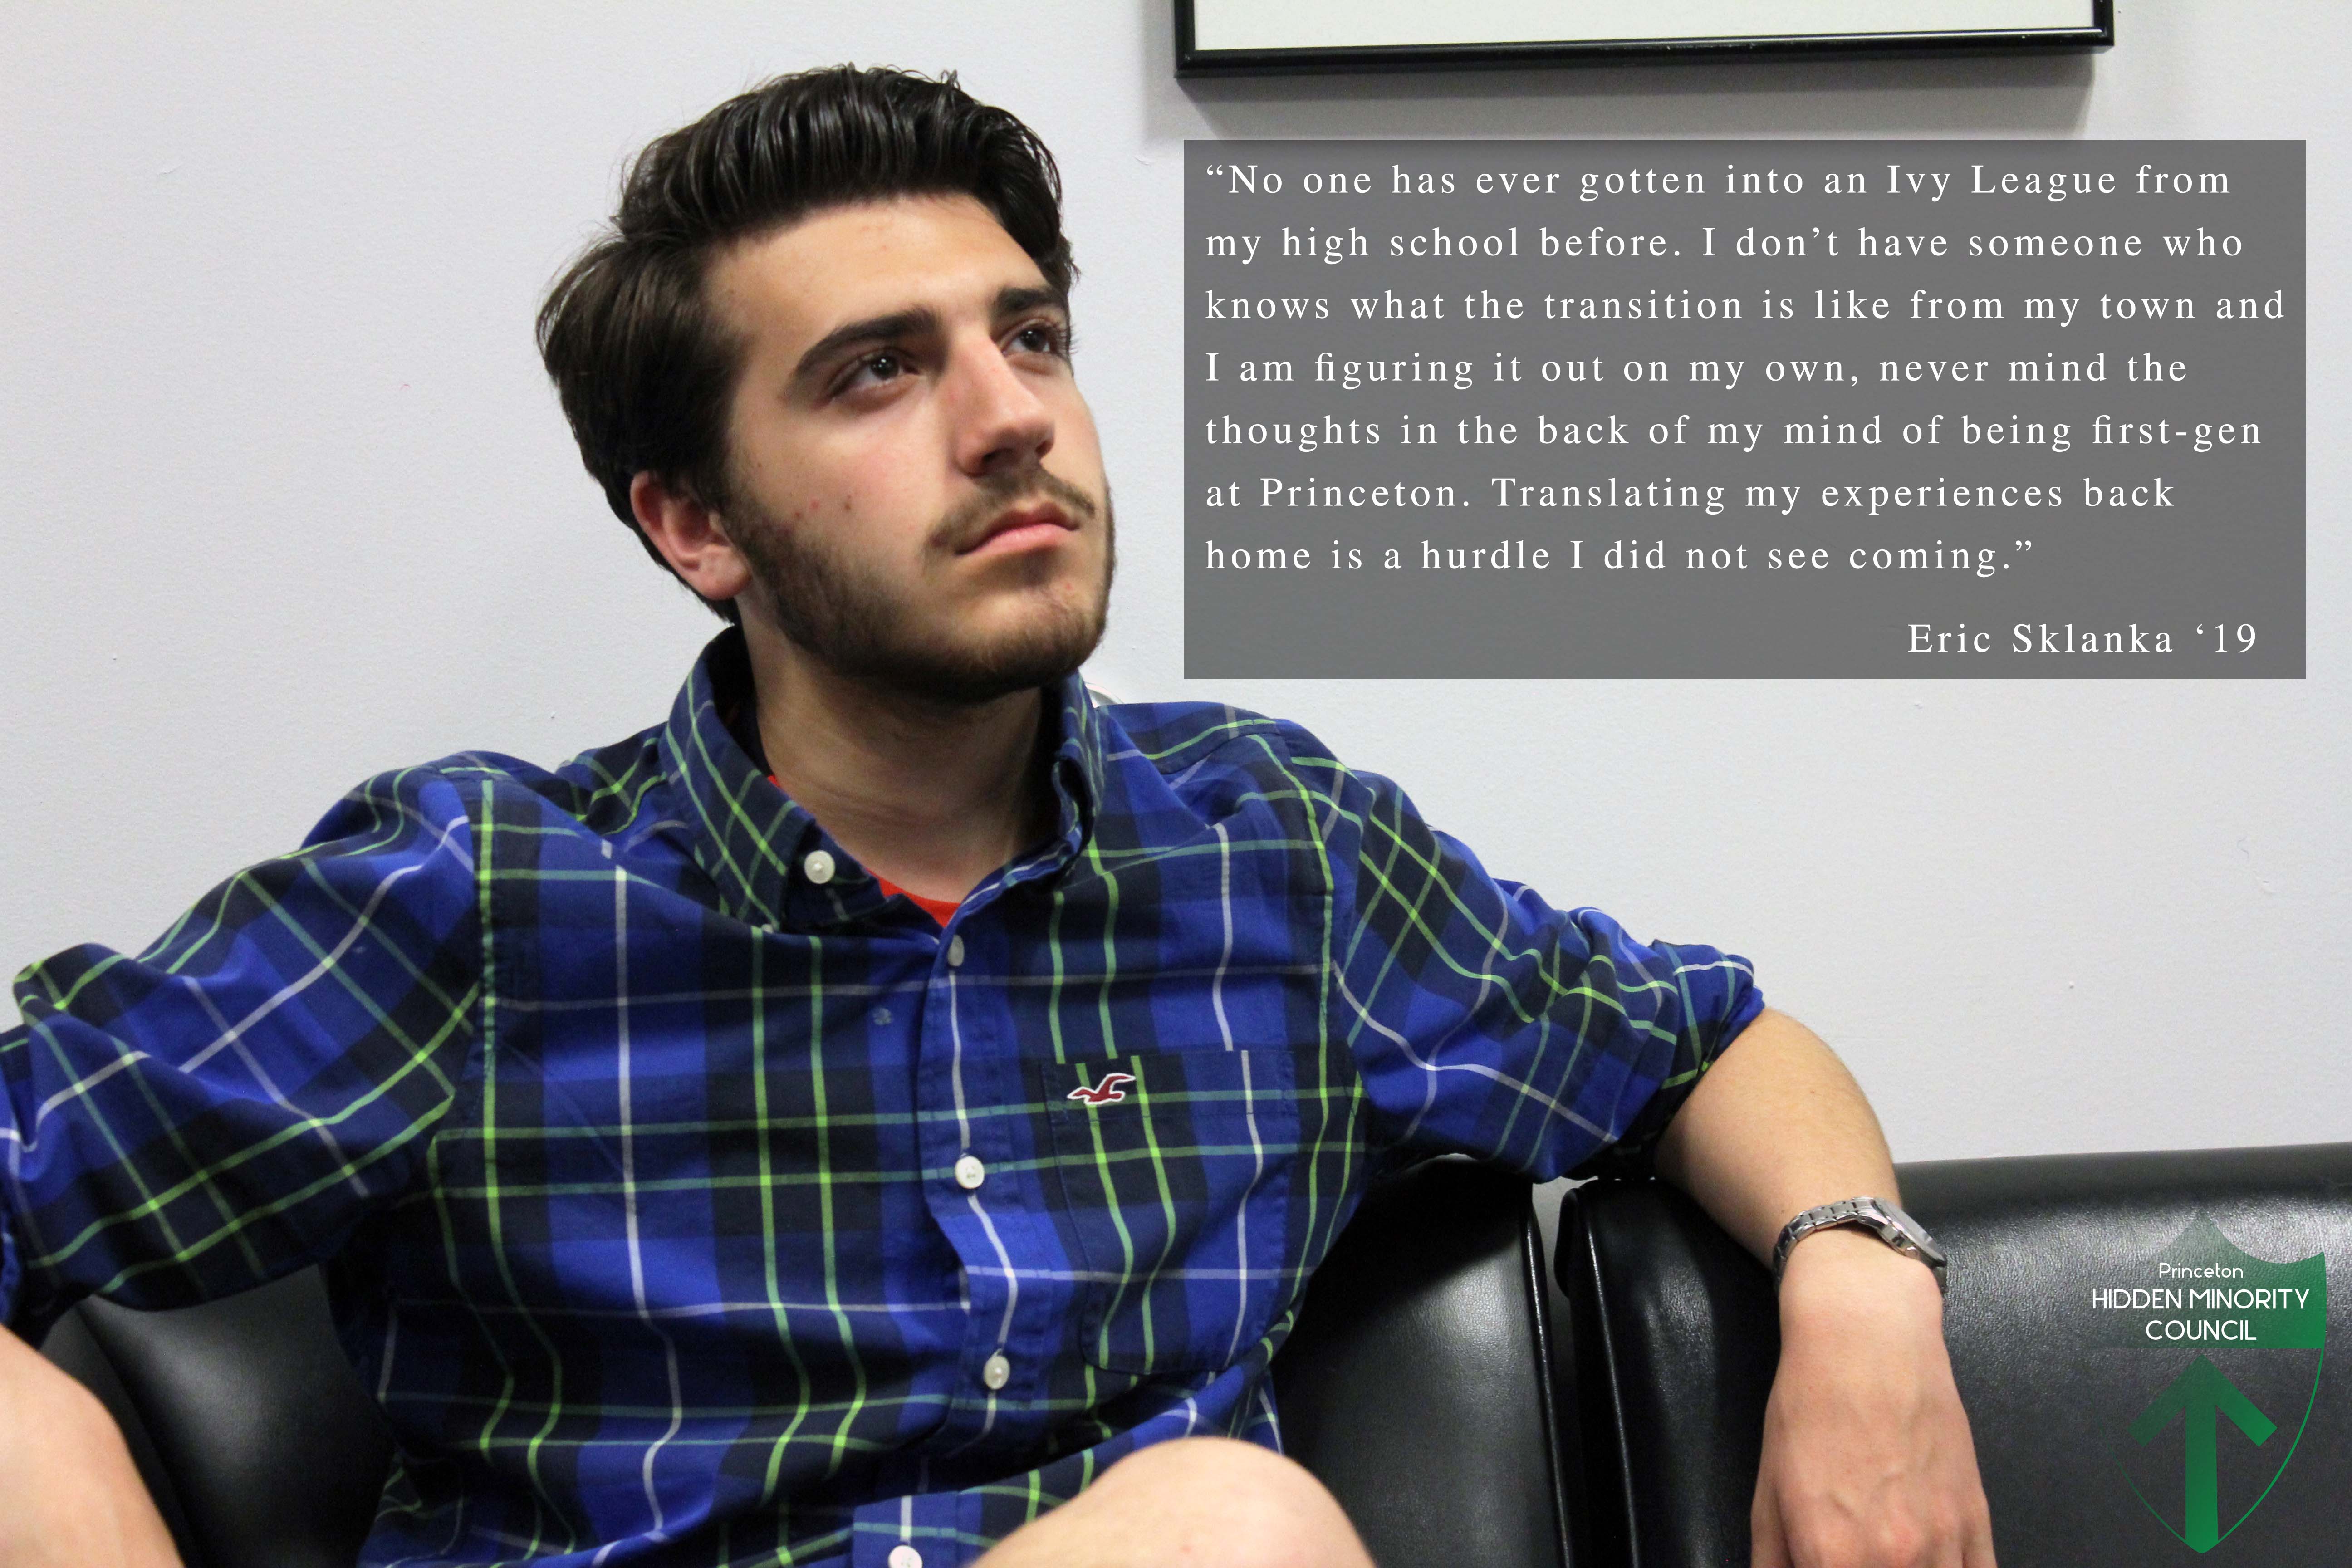 “No one has ever gotten into an Ivy League from
my high school before. I don’t have someone who
knows what the transition is like from my town and
I am figuring it out on my own, never mind the
thoughts in the back of my mind of being first-gen
at Princeton. Translating my experiences back
home is a hurdle I did not see coming.”
Eric Sklanka ‘19
Princeton
HIDDEN MINORITY
COUNCIL